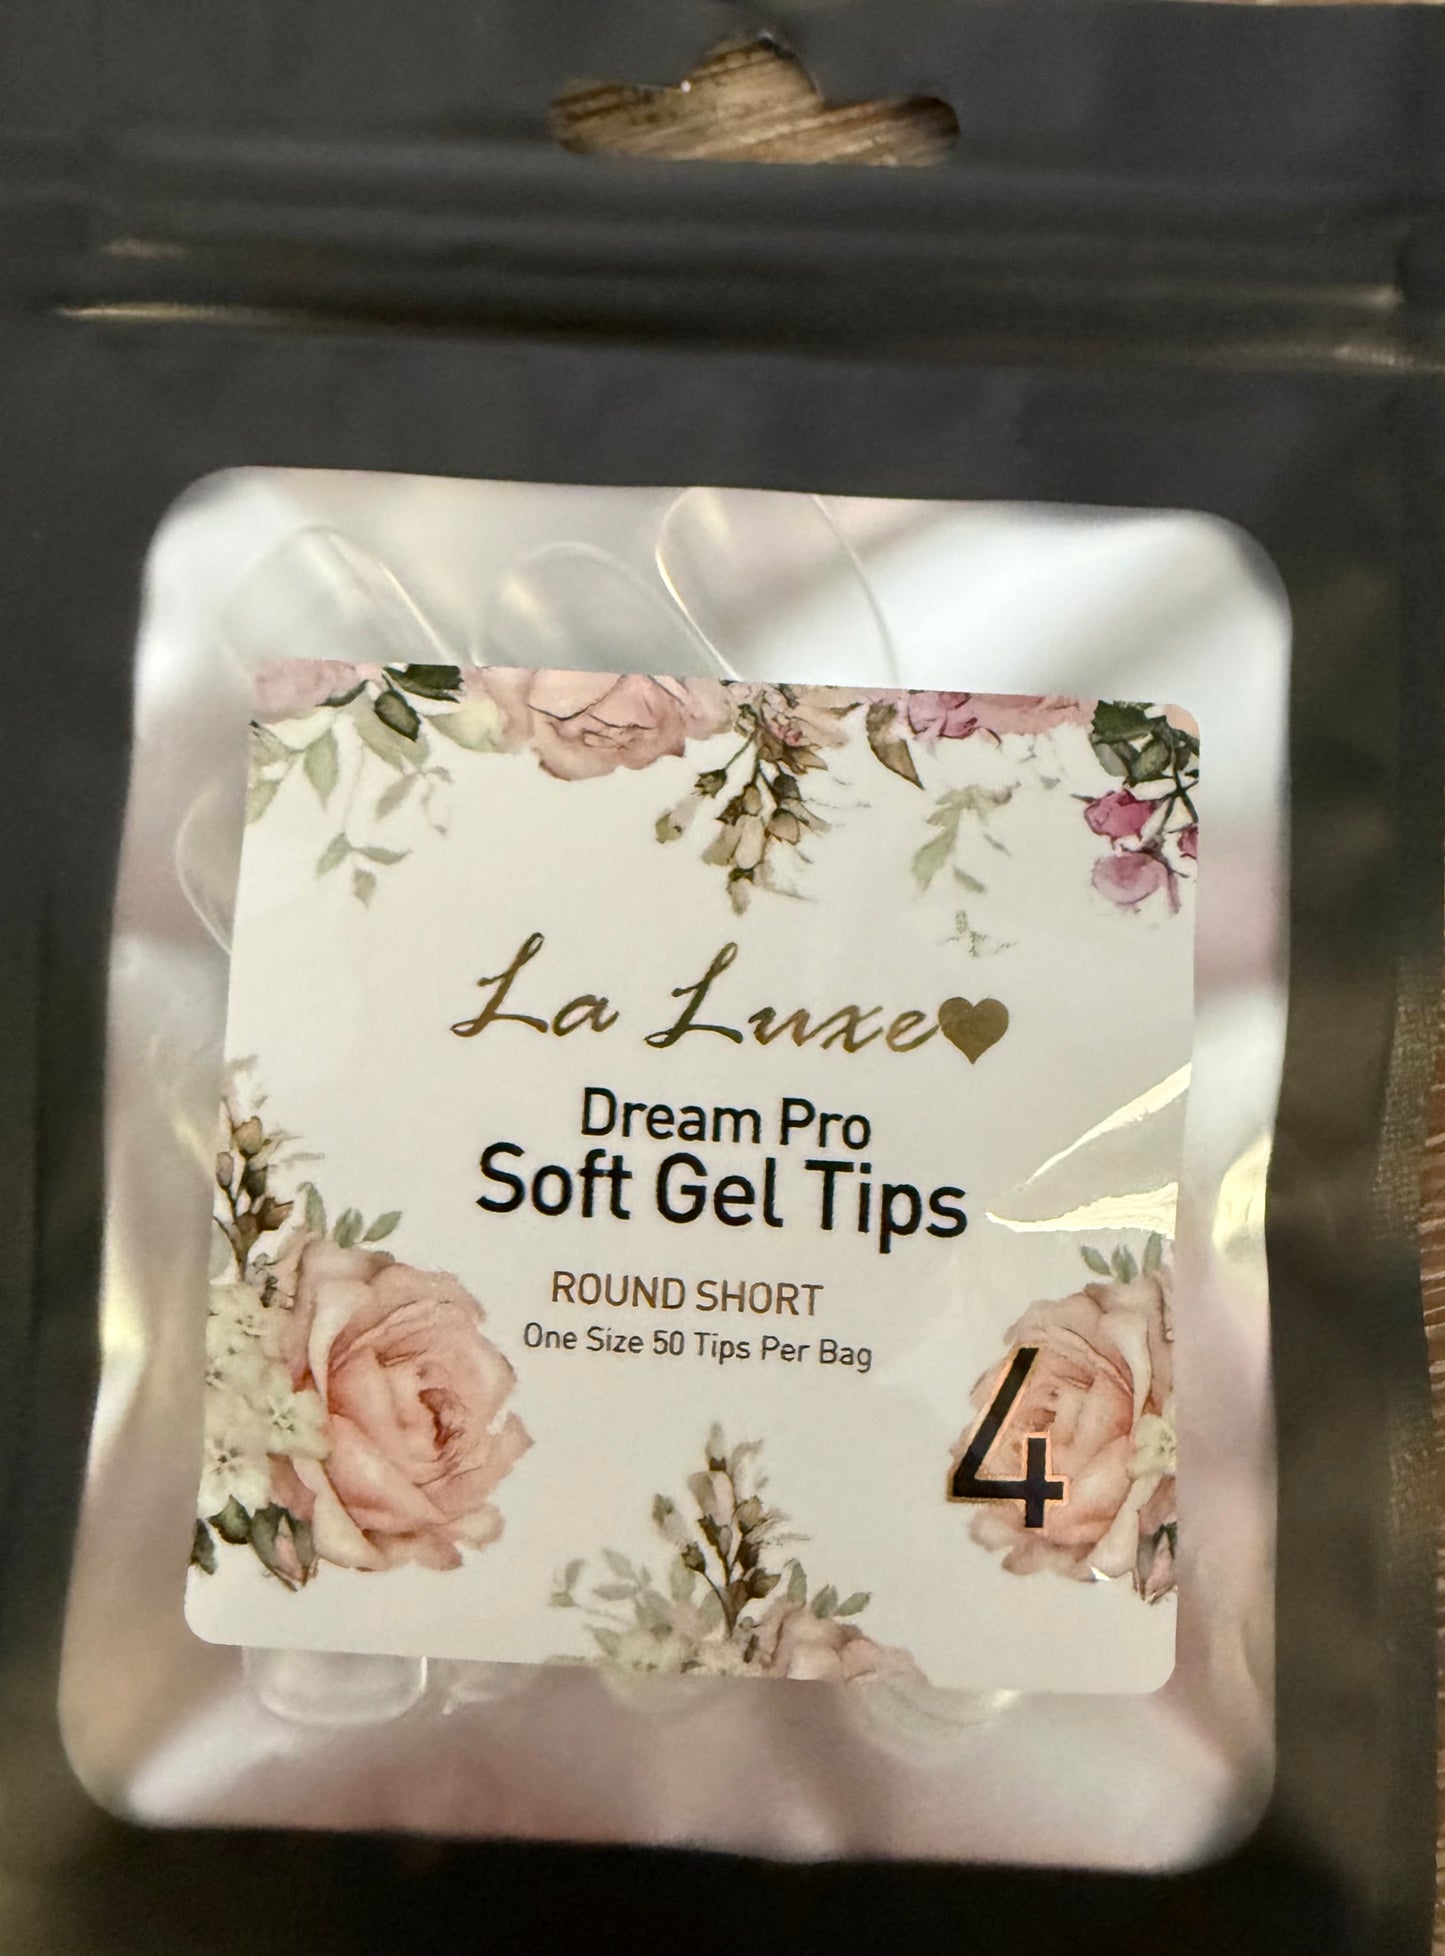 La Luxe
Dream Pro
Soft Gel Tips
ROUND SHORT
One Size 50 Tips Per Bag
4